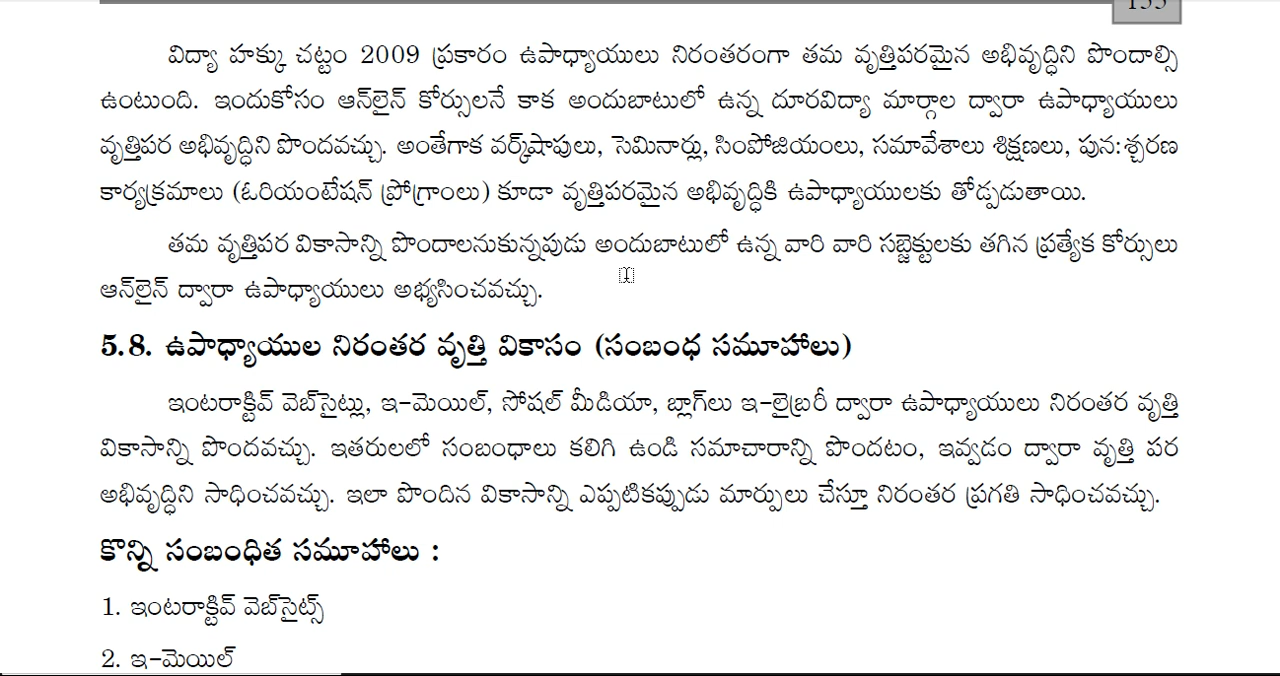 విద్యా హక్కు చట్టం 2009 ప్రకారం ఉపాధ్యాయులు నిరంతరంగా తమ వృత్తిపరమైన అభివృద్ధిని పొందాల్సి
ఉంటుంది. ఇందుకోసం ఆన్‌లైన్ కోర్సులనే కాక అందుబాటులో ఉన్న దూరవిద్యా మార్గాల ద్వారా ఉపాధ్యాయులు
వృత్తిపర అభివృద్ధిని పొందవచ్చు. అంతేగాక వర్క్‌షాపులు, సెమినార్లు, సింపోజియంలు, సమావేశాలు శిక్షణలు, పున:శ్చరణ
కార్యక్రమాలు (ఓరియంటేషన్ ప్రోగ్రాంలు) కూడా వృత్తిపరమైన అభివృద్ధికి ఉపాధ్యాయులకు తోడ్పడుతాయి.
తమ వృత్తిపర వికాసాన్ని పొందాలనుకున్నపుడు అందుబాటులో ఉన్న వారి వారి సబ్జెక్టులకు తగిన ప్రత్యేక కోర్సులు
ఆన్‌లైన్ ద్వారా ఉపాధ్యాయులు అభ్యసించవచ్చు.
5.8. ఉపాధ్యాయుల నిరంతర వృత్తి వికాసం (సంబంధ సమూహాలు)
ఇంటరాక్టివ్ వెబ్‌సైట్లు, ఇ-మెయిల్, సోషల్ మీడియా, బ్లాగ్‌లు ఇ-లైబ్రరీ ద్వారా ఉపాధ్యాయులు నిరంతర వృత్తి
వికాసాన్ని పొందవచ్చు. ఇతరులలో సంబంధాలు కలిగి ఉండి సమాచారాన్ని పొందటం, ఇవ్వడం ద్వారా వృత్తి పర
అభివృద్ధిని సాధించవచ్చు. ఇలా పొందిన వికాసాన్ని ఎప్పటికప్పుడు మార్పులు చేస్తూ నిరంతర ప్రగతి సాధించవచ్చు.
కొన్ని సంబంధిత సమూహాలు :
1. ఇంటరాక్టివ్ వెబ్‌సైట్స్
2. ఇ-మెయిల్